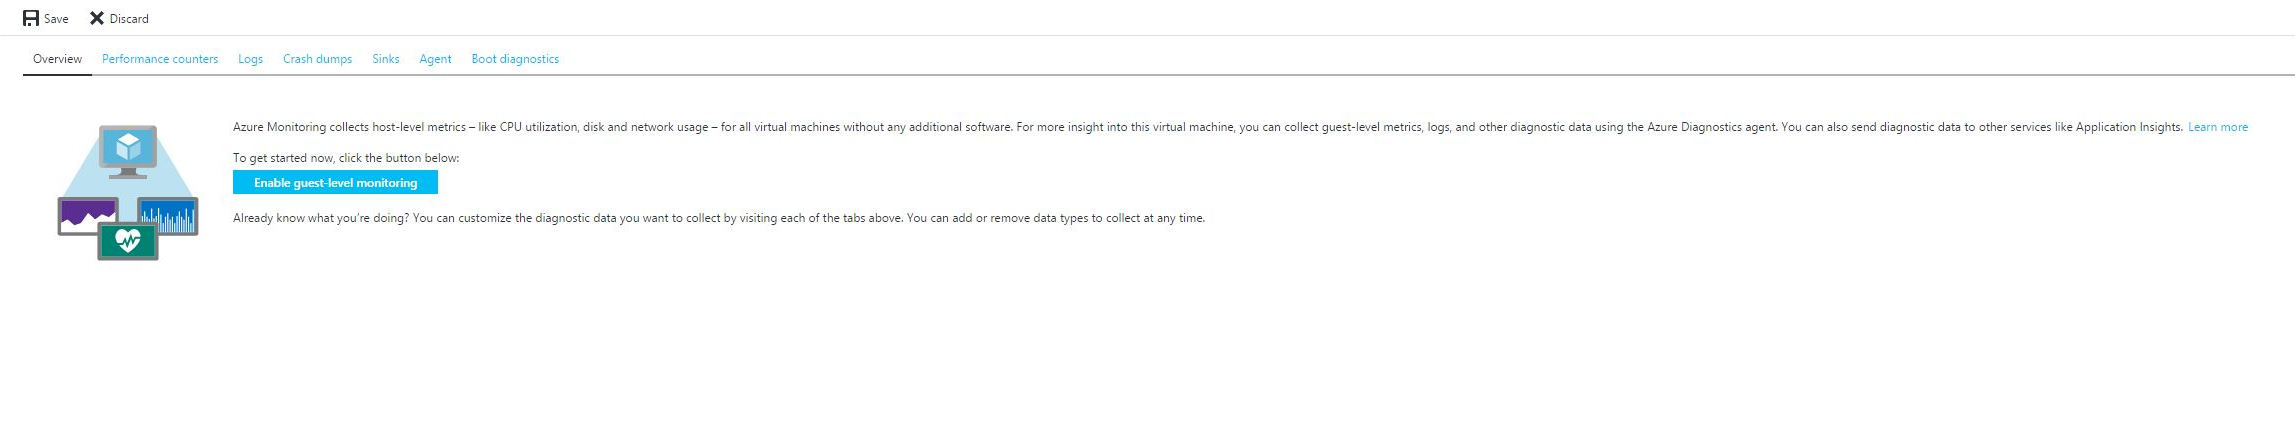 Save Discard
Overview Performance counters Logs Crash dumps Sinks Agent Boot diagnostics
Azure Monitoring collects host-level metrics – like CPU utilization, disk and network usage – for all virtual machines without any additional software. For more insight into this virtual machine, you can collect guest-level metrics, logs, and other diagnostic data using the Azure Diagnostics agent. You can also send diagnostic data to other services like Application Insights. Learn more
To get started now, click the button below:
Enable guest-level monitoring
Already know what you’re doing? You can customize the diagnostic data you want to collect by visiting each of the tabs above. You can add or remove data types to collect at any time.